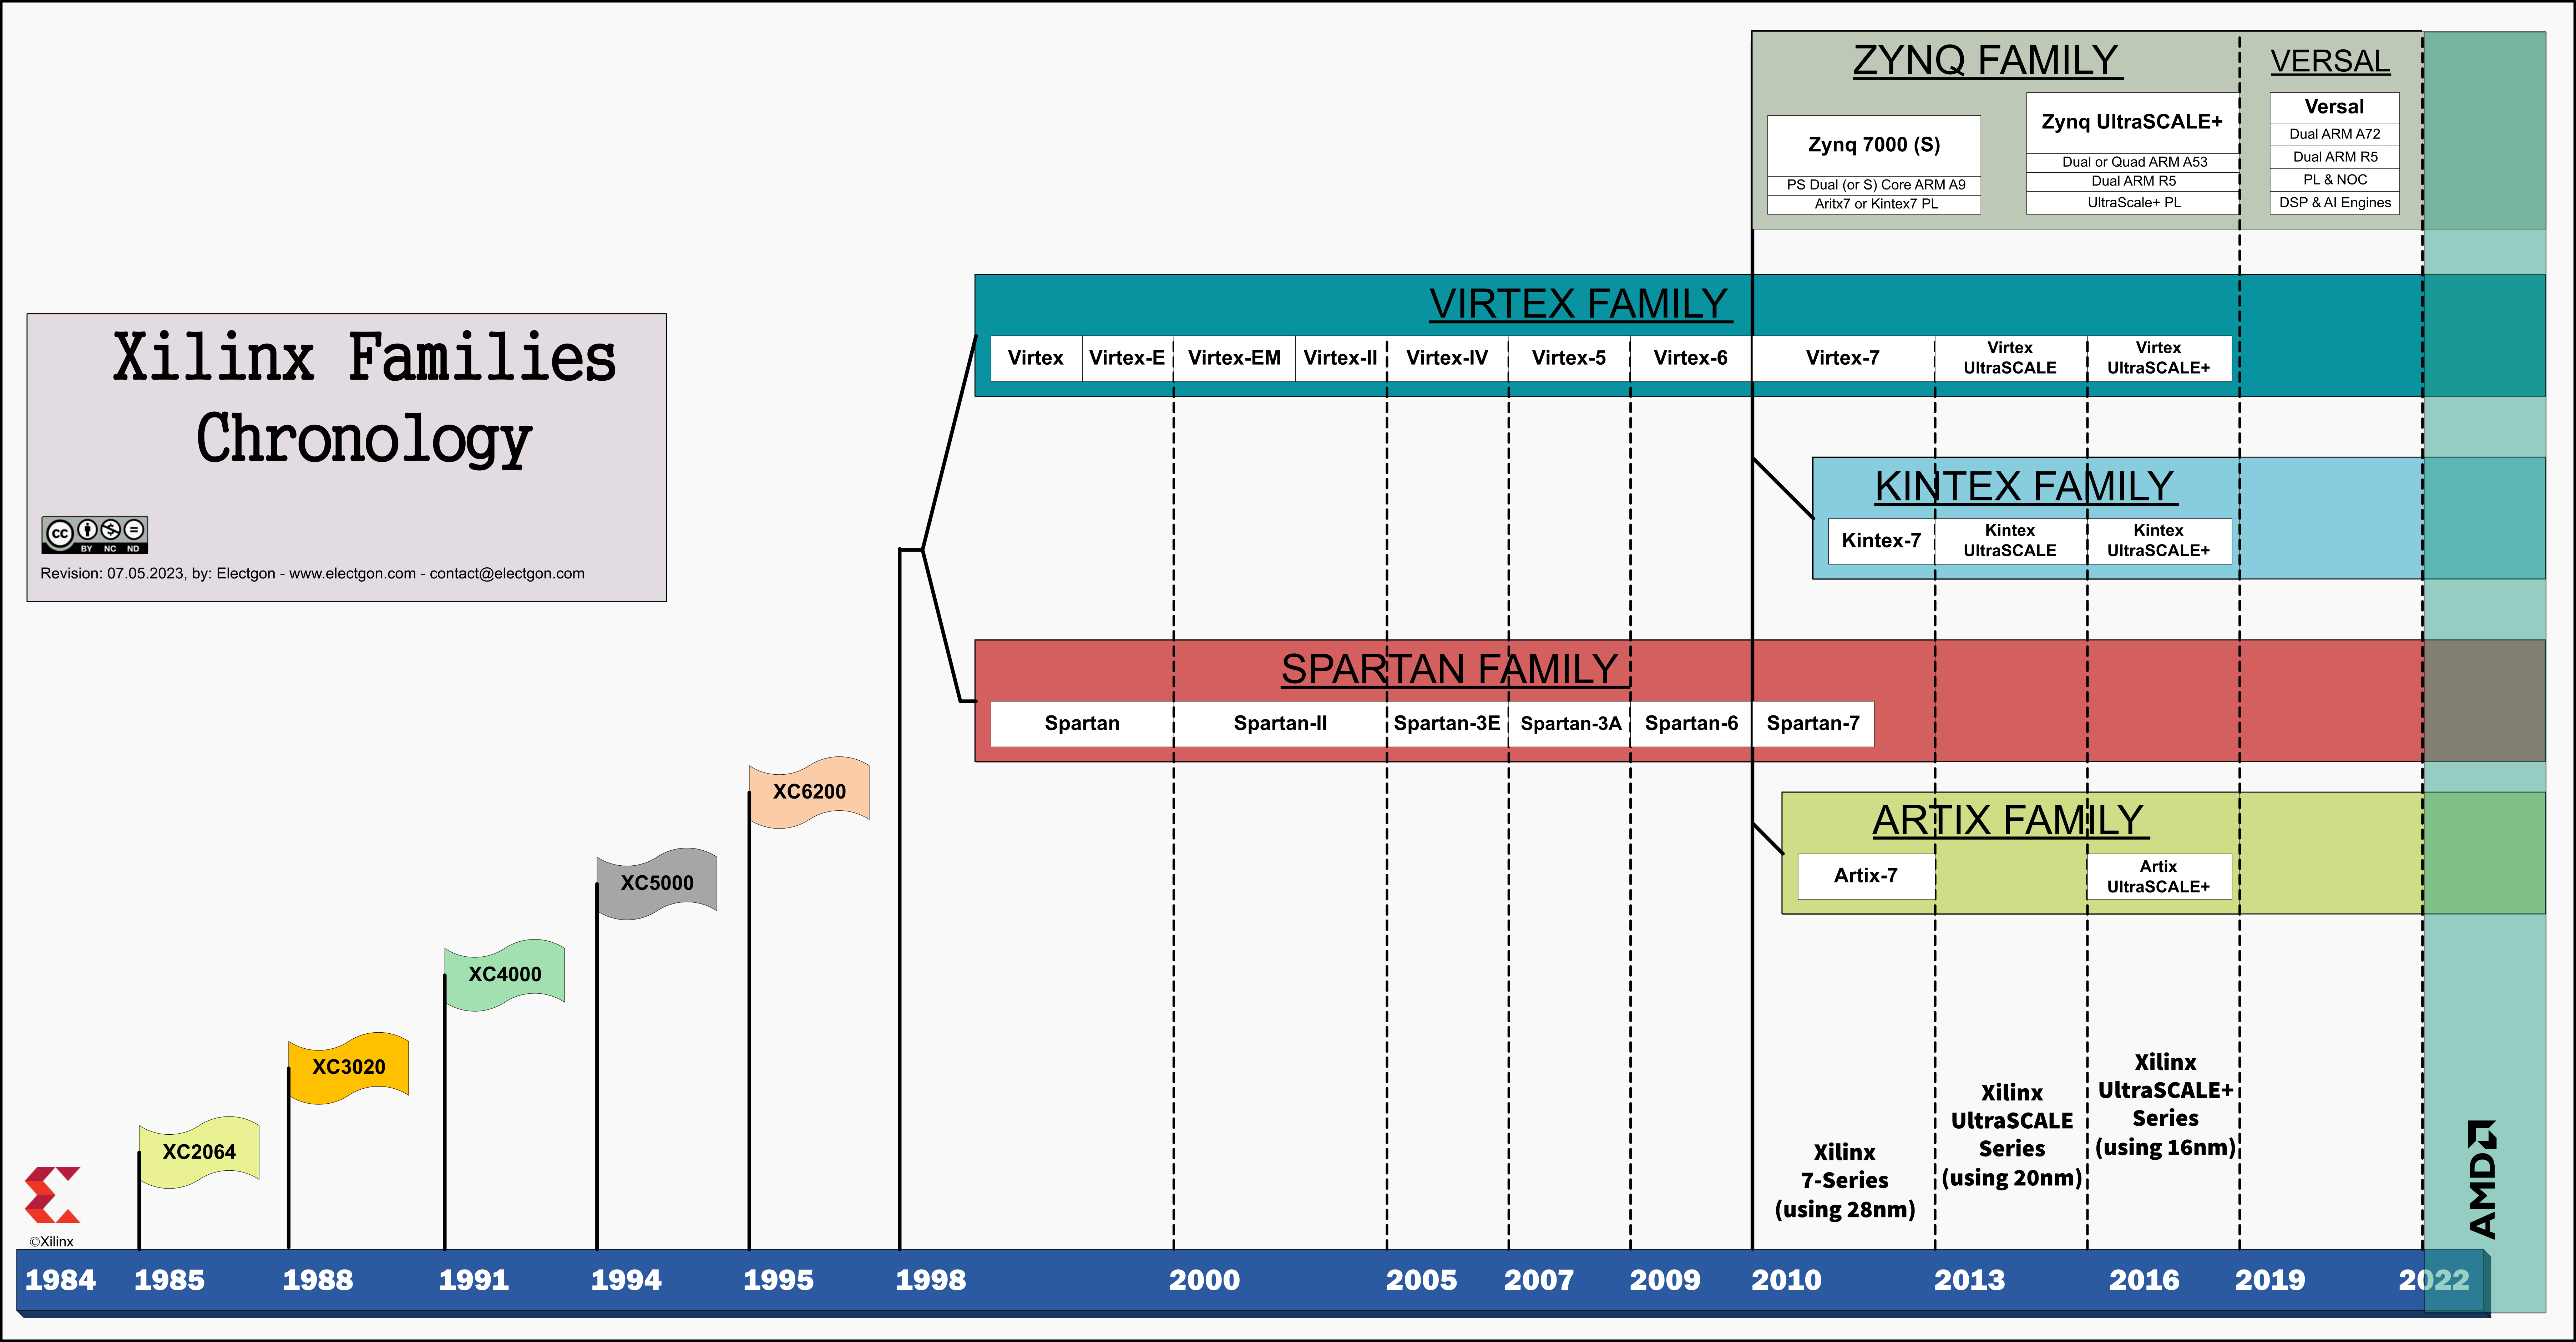 ZYNQ FAMILY
VERSAL
Zynq 7000 (S)
PS Dual (or S) Core ARM A9
Aritx7 or Kintex7 PL
Zynq UltraSCALE+
Dual or Quad ARM A53
Dual ARM R5
UltraScale+ PL
Versal
Dual ARM A72
Dual ARM R5
PL & NOC
DSP & AI Engines
VIRTEX FAMILY
Virtex
Virtex-E
Virtex-EM
Virtex-II
Virtex-IV
Virtex-5
Virtex-6
Virtex-7
Virtex
UltraSCALE
Virtex
UltraSCALE+
Xilinx Families
Chronology
cc
BY NC ND
Revision: 07.05.2023, by: Electgon - www.electgon.com - contact@electgon.com
KINTEX FAMILY
Kintex-7
Kintex
UltraSCALE
Kintex
UltraSCALE+
SPARTAN FAMILY
Spartan
Spartan-II
Spartan-3E
Spartan-3A
Spartan-6
Spartan-7
ARTIX FAMILY
Artix-7
Artix
UltraSCALE+
XC6200
XC5000
XC4000
XC3020
XC2064
Xilinx
7-Series
(using 28nm)
Xilinx
UltraSCALE
Series
(using 20nm)
Xilinx
UltraSCALE+
Series
(using 16nm)
AMD
©Xilinx
1984 1985 1988 1991 1994 1995 1998 2000 2005 2007 2009 2010 2013 2016 2019 2022